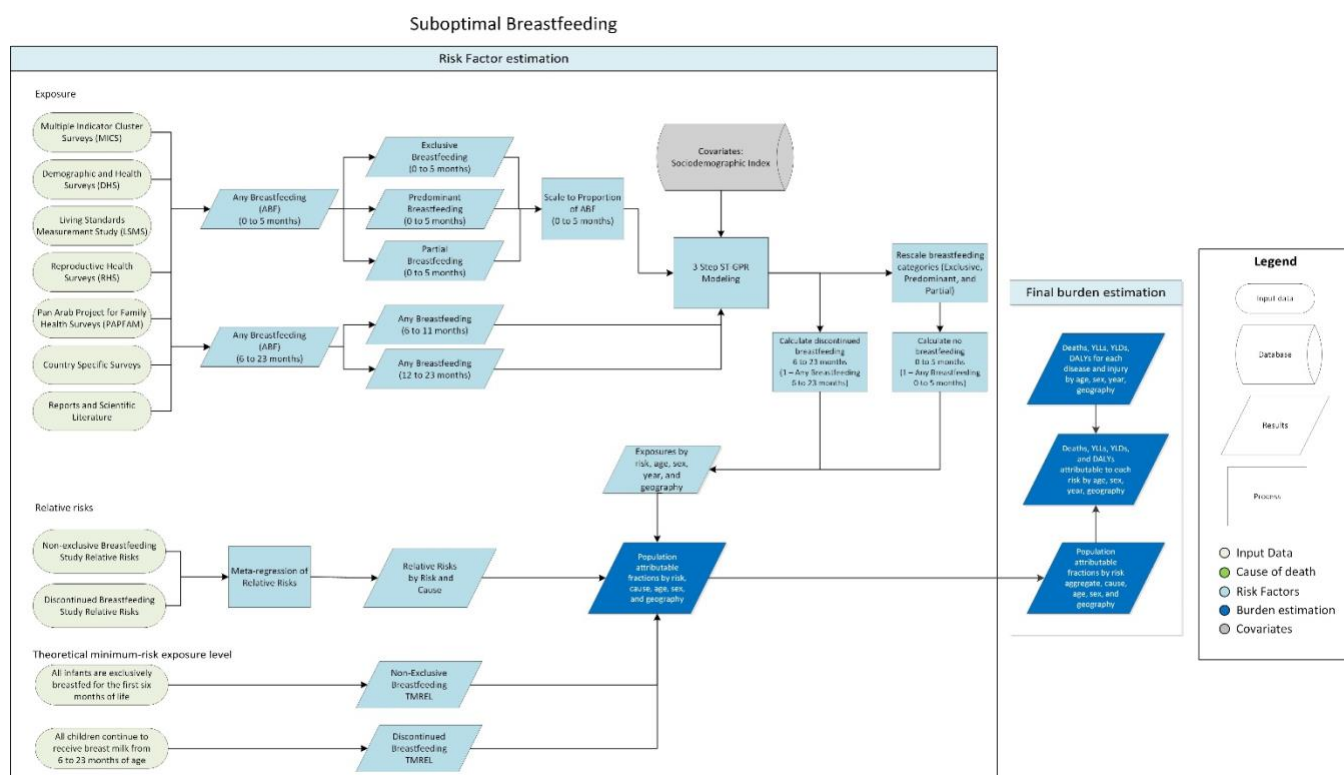 Suboptimal Breastfeeding
Risk Factor estimation
Exposure
Multiple Indicator Cluster
Surveys (MICS)
Demographic and Health
Surveys (DHS)
Living Standards
Measurement Study (LSMS)
Reproductive Health
Surveys (RHS)
Pan Arab Project for Family
Health Surveys (PAPFAM)
Country Specific Surveys
Reports and Scientific
Literature
Any Breastfeeding
(ABF)
(0 to 5 months)
Any Breastfeeding
(ABF)
(6 to 23 months)
Exclusive
Breastfeeding
(0 to 5 months)
Predominant
Breastfeeding
(0 to 5 months)
Partial
Breastfeeding
(0 to 5 months)
Any Breastfeeding
(6 to 11 months)
Any Breastfeeding
(12 to 23 months)
Scale to Proportion
of ABF
(0 to 5 months)
Covariates:
Sociodemographic Index
3 Step ST-GPR
Modeling
Rescale breastfeeding
categories (Exclusive,
Predominant, and
Partial)
Calculate discontinued
breastfeeding
6 to 23 months
(1 – Any Breastfeeding
6 to 23 months)
Calculate no
breastfeeding
0 to 5 months
(1 – Any Breastfeeding
0 to 5 months)
Exposures by
risk, age, sex,
year, and
geography
Relative risks
Non-exclusive Breastfeeding
Study Relative Risks
Discontinued Breastfeeding
Study Relative Risks
Meta-regression of
Relative Risks
Relative Risks
by Risk and
Cause
Population
attributable
fractions by risk,
cause, age, sex,
and geography
Theoretical minimum-risk exposure level
All infants are exclusively
breastfed for the first six
months of life
Non-Exclusive
Breastfeeding
TMREL
All children continue to
receive breast milk from
6 to 23 months of age
Discontinued
Breastfeeding
TMREL
Final burden estimation
Deaths, YLLs, YLDs,
DALYs for each
disease and injury
by age, sex, year,
geography
Deaths, YLLs, YLDs,
and DALYs
attributable to each
risk by age, sex,
year, geography
Population
attributable
fractions by risk
aggregate, cause,
age, sex, and
geography
Legend
Input data
Database
Results
Process
Input Data
Cause of death
Risk Factors
Burden estimation
Covariates